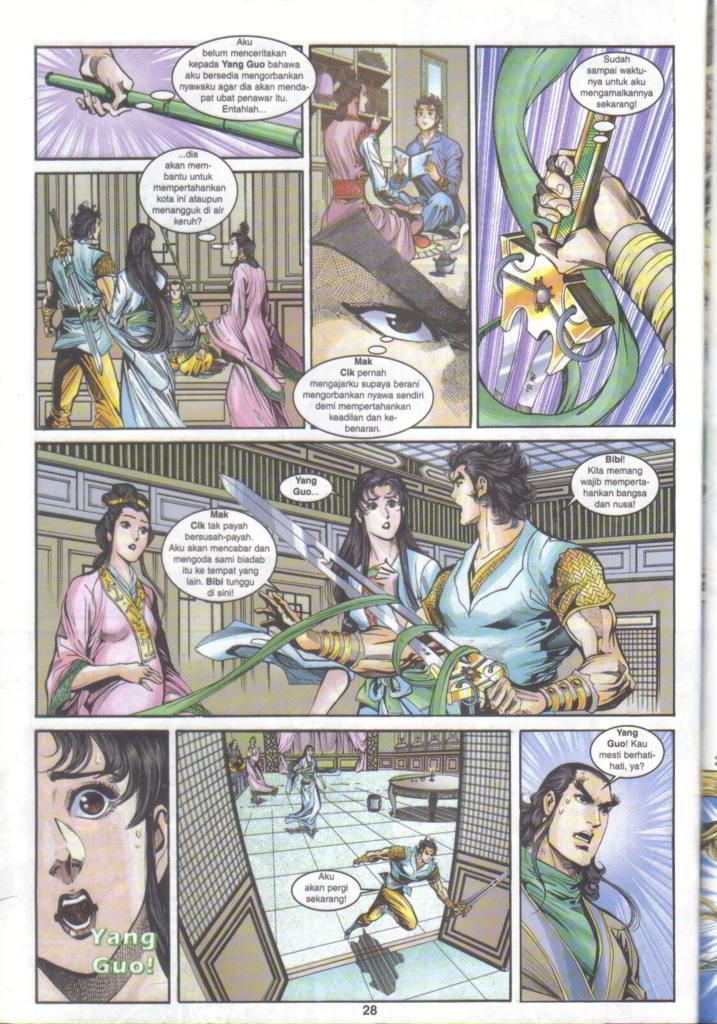 Aku
belum menceritakan
kepada Yang Guo bahawa
aku bersedia mengorbankan
nyawaku agar dia akan menda-
pat ubat penawar itu.
Entahlah...
...dia
akan mem-
bantu untuk
mempertahankan
kota ini ataupun
menangguk di air
keruh?
Mak
Cik pernah
mengajarku supaya berani
mengorbankan nyawa sendiri
demi mempertahankan
keadilan dan ke-
benaran.
Sudah
sampai waktu-
nya untuk aku
mengamalkannya
sekarang!
Mak
Cik tak payah
bersusah-payah.
Aku akan mencabar dan
mengoda sami biadab
itu ke tempat yang
lain. Bibi tunggu
di sini!
Yang
Guo...
Bibi!
Kita memang
wajib memperta-
hankan bangsa
dan nusa!
Yang
Guo!
Aku
akan pergi
sekarang!
Yang
Guo! Kau
mesti berhati-
hati, ya?
28